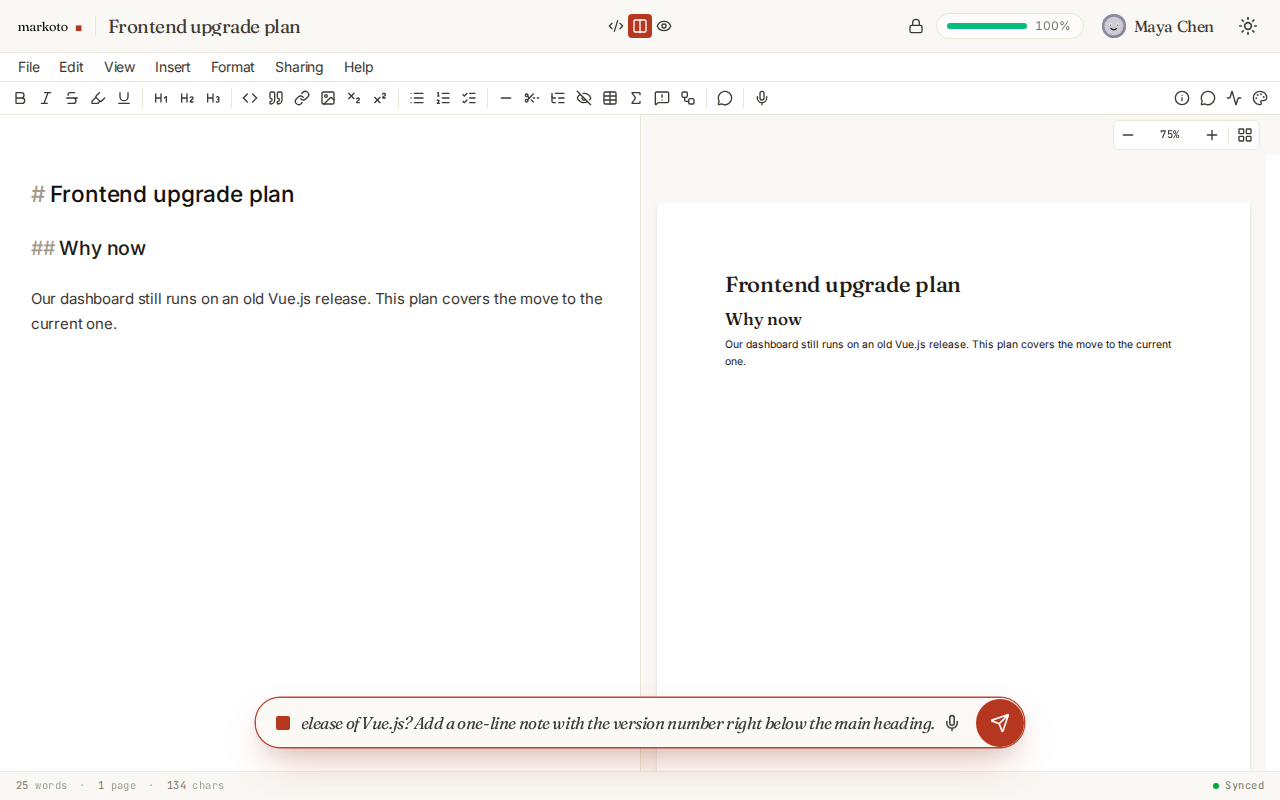 markoto
Frontend upgrade plan
100%
Maya Chen
File Edit View Insert Format Sharing Help
H1 H2 H3
75%
# Frontend upgrade plan
## Why now
Our dashboard still runs on an old Vue.js release. This plan covers the move to the
current one.
Frontend upgrade plan
Why now
Our dashboard still runs on an old Vue.js release. This plan covers the move to the current
one.
elease of Vue.js? Add a one-line note with the version number right below the main heading.
25 words · 1 page · 134 chars
Synced